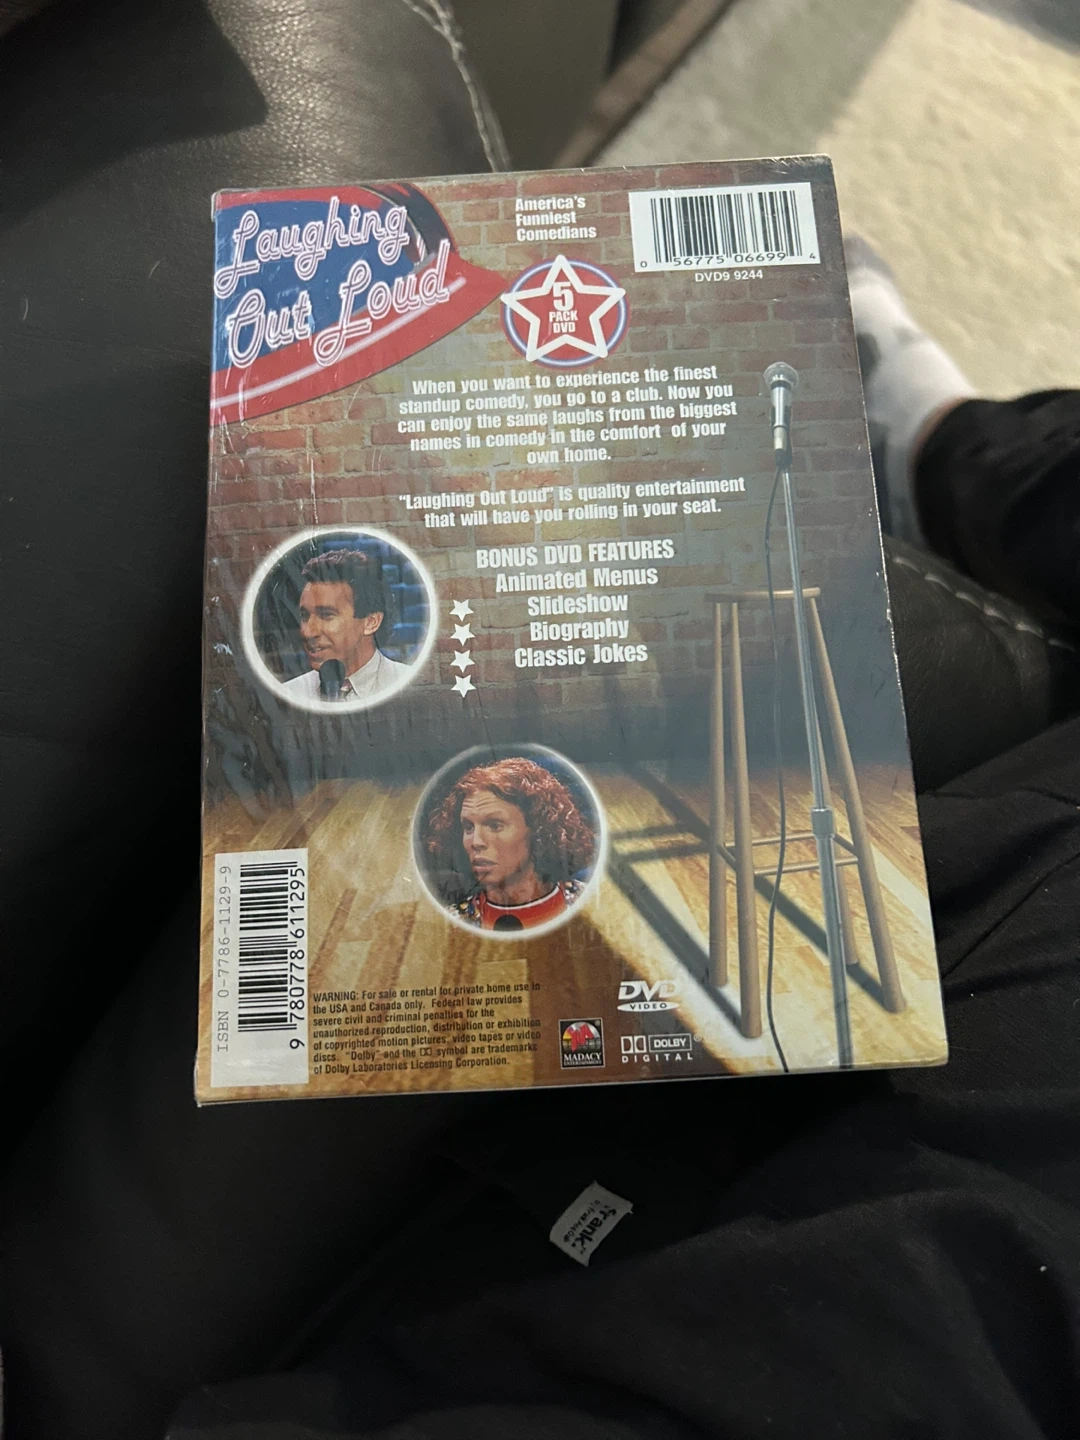 Laughing
Out Loud
America's
Funniest
Comedians
0 56775 06699 4
DVD9 9244
5
PACK
DVD
When you want to experience the finest
standup comedy, you go to a club. Now you
can enjoy the same laughs from the biggest
names in comedy in the comfort of your
own home.
"Laughing Out Loud" is quality entertainment
that will have you rolling in your seat.
BONUS DVD FEATURES
Animated Menus
Slideshow
Biography
Classic Jokes
ISBN 0-7786-1129-9
9 780778 611295
WARNING: For sale or rental for private home use in
the USA and Canada only. Federal law provides
severe civil and criminal penalties for the
unauthorized reproduction, distribution or exhibition
of copyrighted motion pictures, video tapes or video
discs. "Dolby" and the DD symbol are trademarks
of Dolby Laboratories Licensing Corporation.
MADACY
ENTERTAINMENT
DVD
VIDEO
DOLBY
DIGITAL
frank